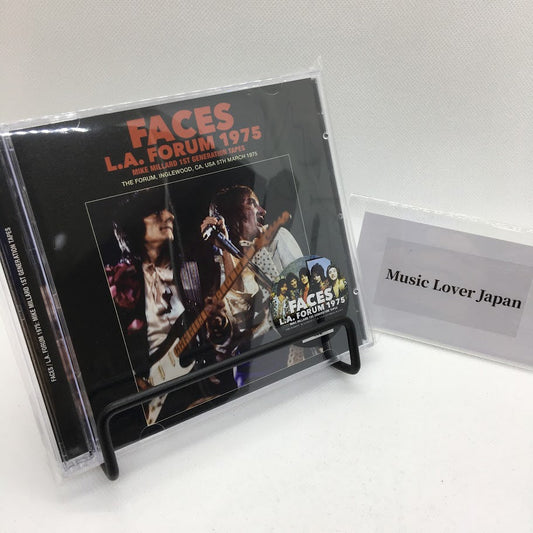 FACES
L.A. FORUM 1975
MIKE MILLARD 1ST GENERATION TAPES
THE FORUM, INGLEWOOD, CA, USA 5TH MARCH 1975
FACES
L.A. FORUM 1975
FACES / L.A. FORUM 1975: MIKE MILLARD 1ST GENERATION TAPES
Music Lover Japan